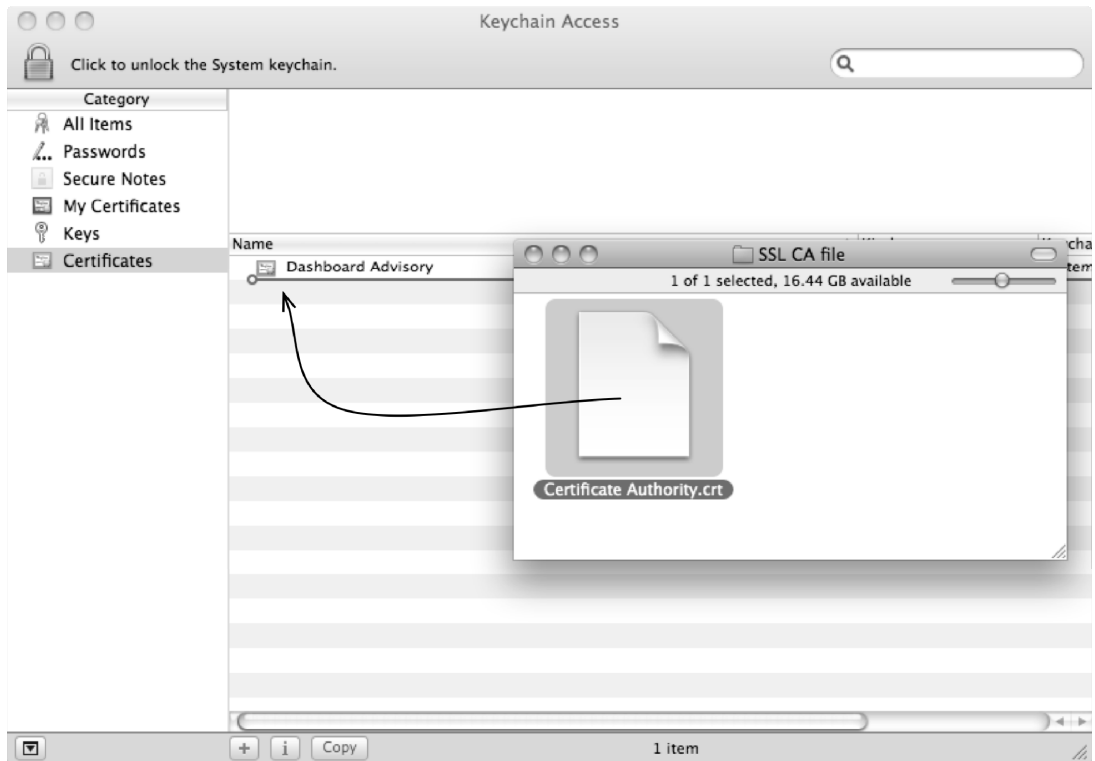 Keychain Access
Click to unlock the System keychain.
Category
All Items
Passwords
Secure Notes
My Certificates
Keys
Certificates
Name
Dashboard Advisory
SSL CA file
1 of 1 selected, 16.44 GB available
Certificate Authority.crt
+ i Copy
1 item